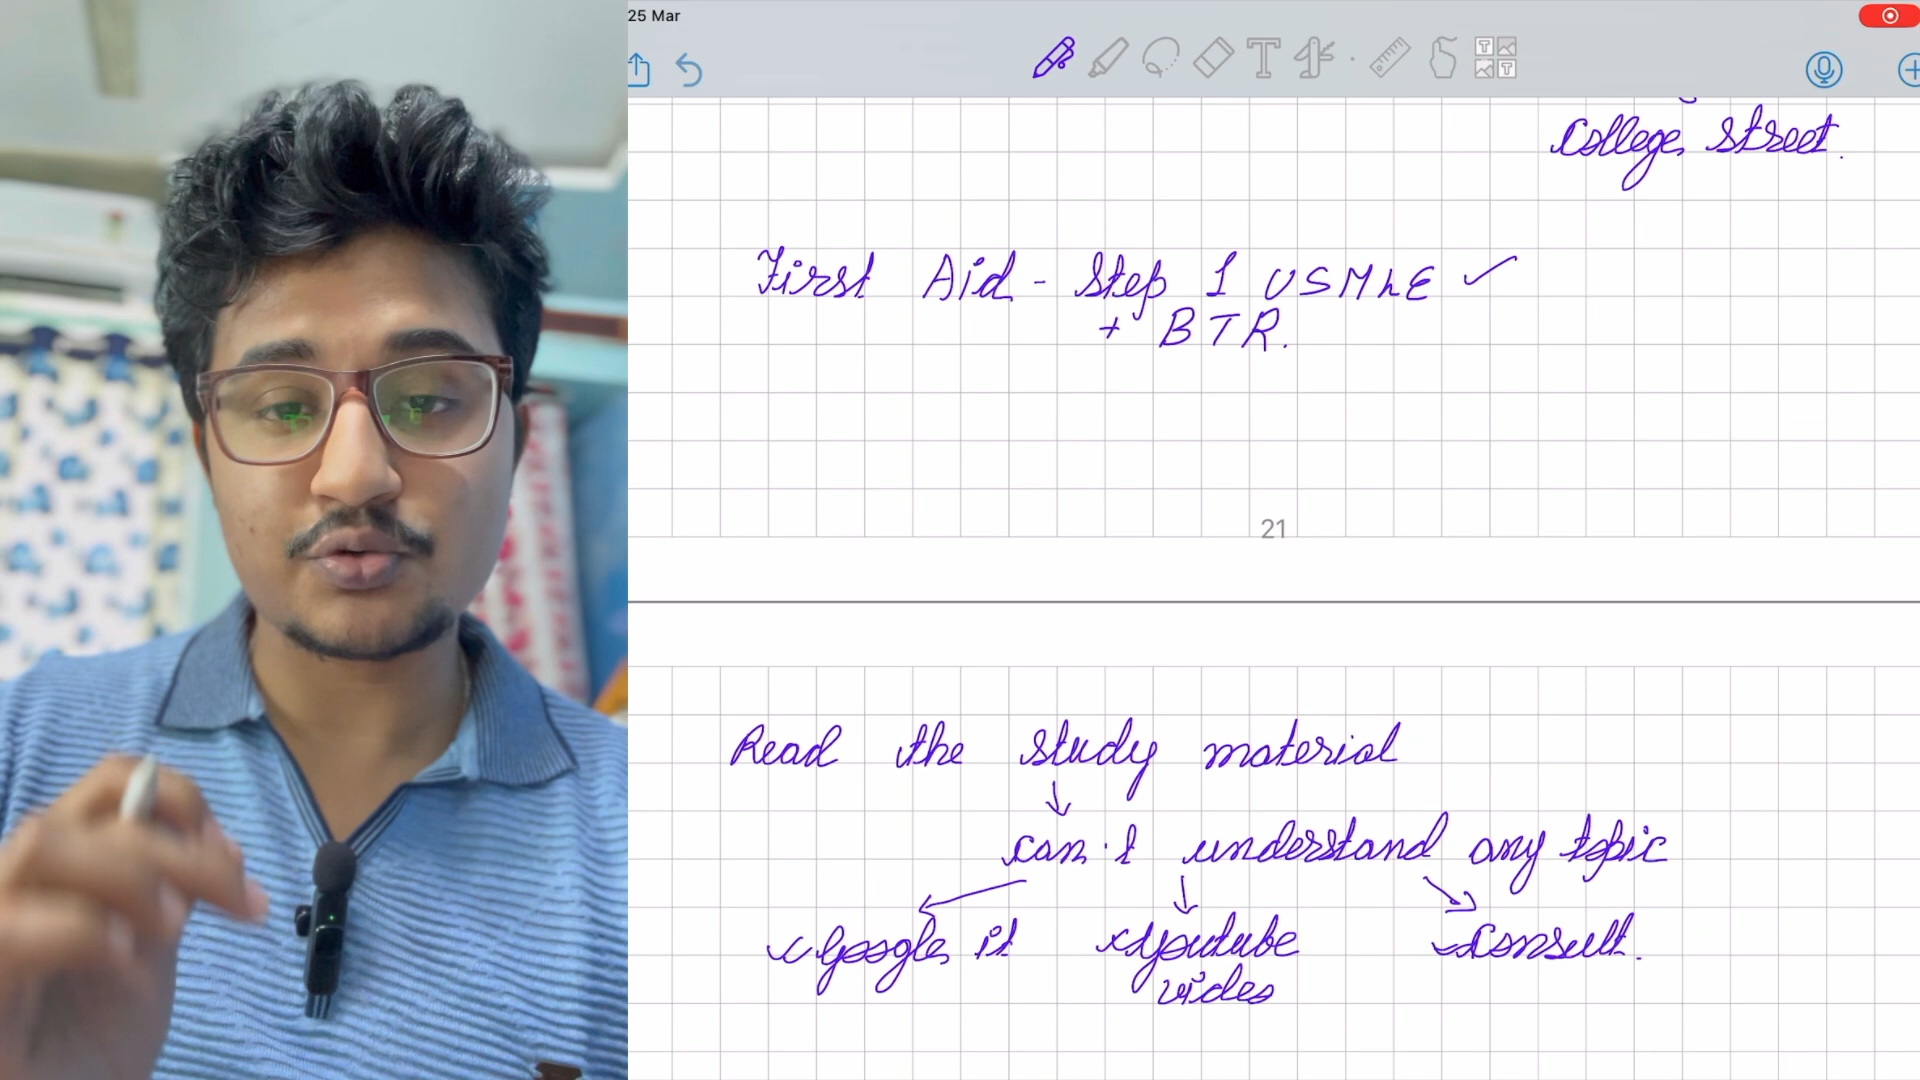 25 Mar
College Street.
First Aid - Step 1 USMLE ✓
+ BTR.
21
Read the study material
↓
can't understand any topic
Google it Youtube Consult.
video